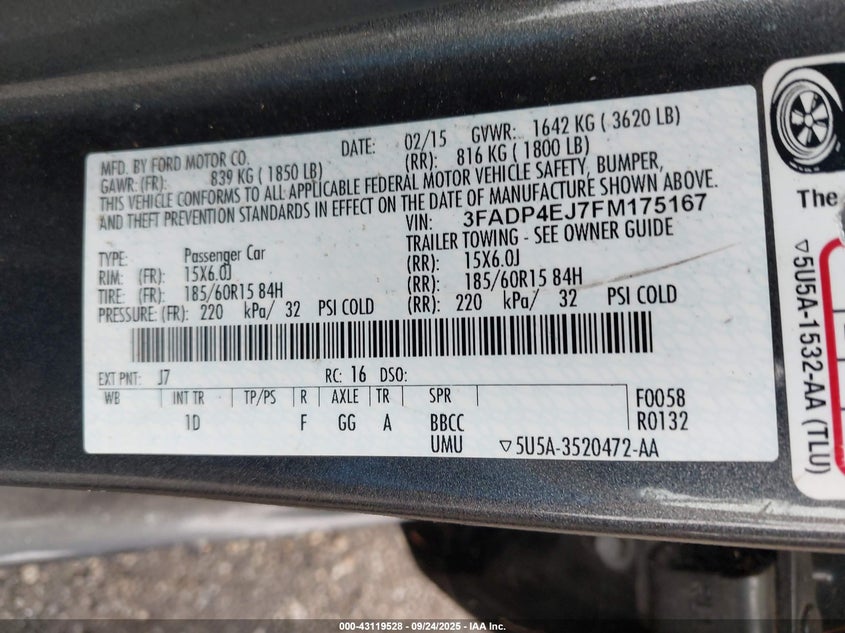 MFD. BY FORD MOTOR CO.
DATE: 02/15 GVWR: 1642 KG ( 3620 LB)
GAWR: (FR): 839 KG ( 1850 LB) (RR): 816 KG ( 1800 LB)
THIS VEHICLE CONFORMS TO ALL APPLICABLE FEDERAL MOTOR VEHICLE SAFETY, BUMPER,
AND THEFT PREVENTION STANDARDS IN EFFECT ON THE DATE OF MANUFACTURE SHOWN ABOVE.
VIN: 3FADP4EJ7FM175167
TYPE: Passenger Car TRAILER TOWING - SEE OWNER GUIDE
RIM: (FR): 15X6.0J (RR): 15X6.0J
TIRE: (FR): 185/60R15 84H (RR): 185/60R15 84H
PRESSURE: (FR): 220 kPa/ 32 PSI COLD (RR): 220 kPa/ 32 PSI COLD
EXT PNT: J7 RC: 16 DSO:
WB INT TR TP/PS R AXLE TR SPR F0058
1D F GG A BBCC R0132
UMU ▽5U5A-3520472-AA
The
▽5U5A-1532-AA (TLU)
000-43119528 - 09/24/2025 - IAA Inc.